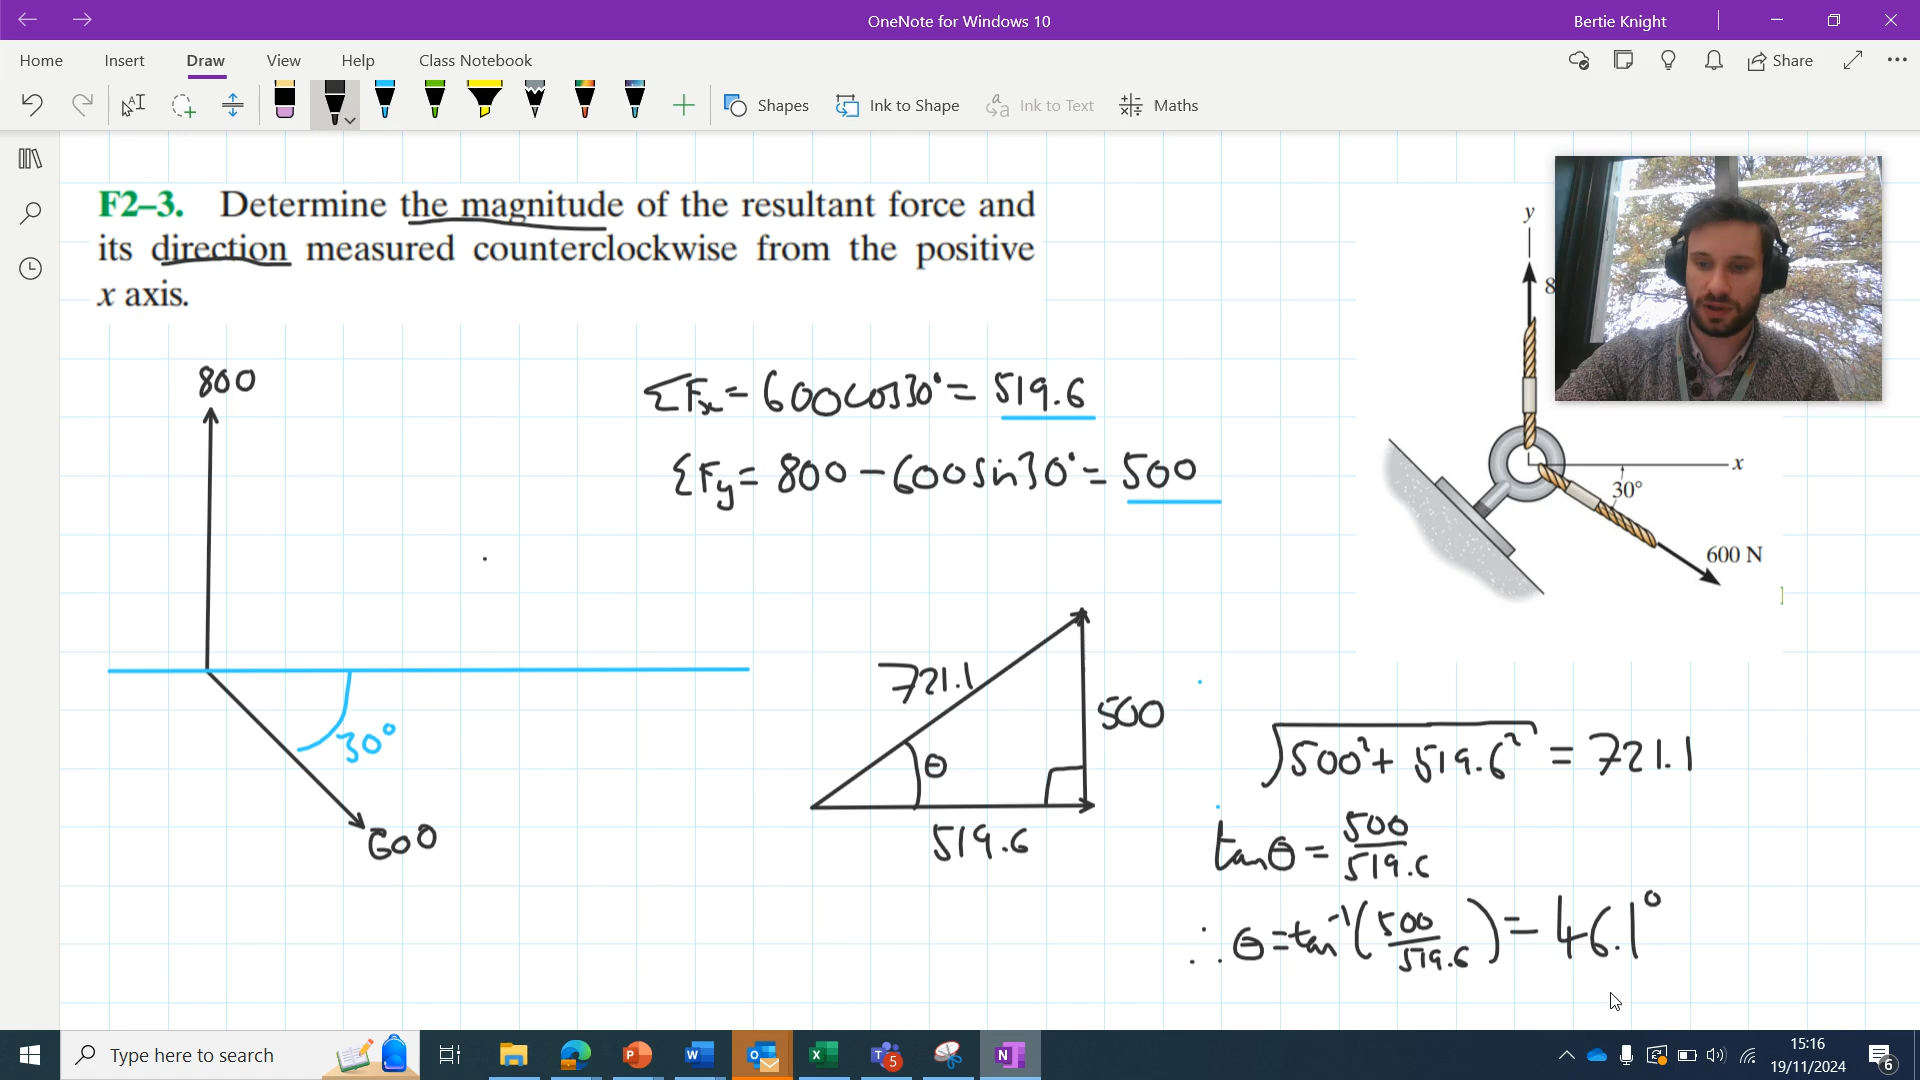 OneNote for Windows 10
Bertie Knight
Home Insert Draw View Help Class Notebook
Share
Shapes Ink to Shape Ink to Text Maths
F2–3. Determine the magnitude of the resultant force and
its direction measured counterclockwise from the positive
x axis.
y
8
x
30°
600 N
800
30°
600
ΣFx = 600cos30° = 519.6
ΣFy = 800 – 600sin30° = 500
721.1
500
θ
519.6
√500² + 519.6² = 721.1
tanθ = 500/519.6
∴ θ = tan⁻¹(500/519.6) = 46.1°
Type here to search
5
15:16
19/11/2024
6